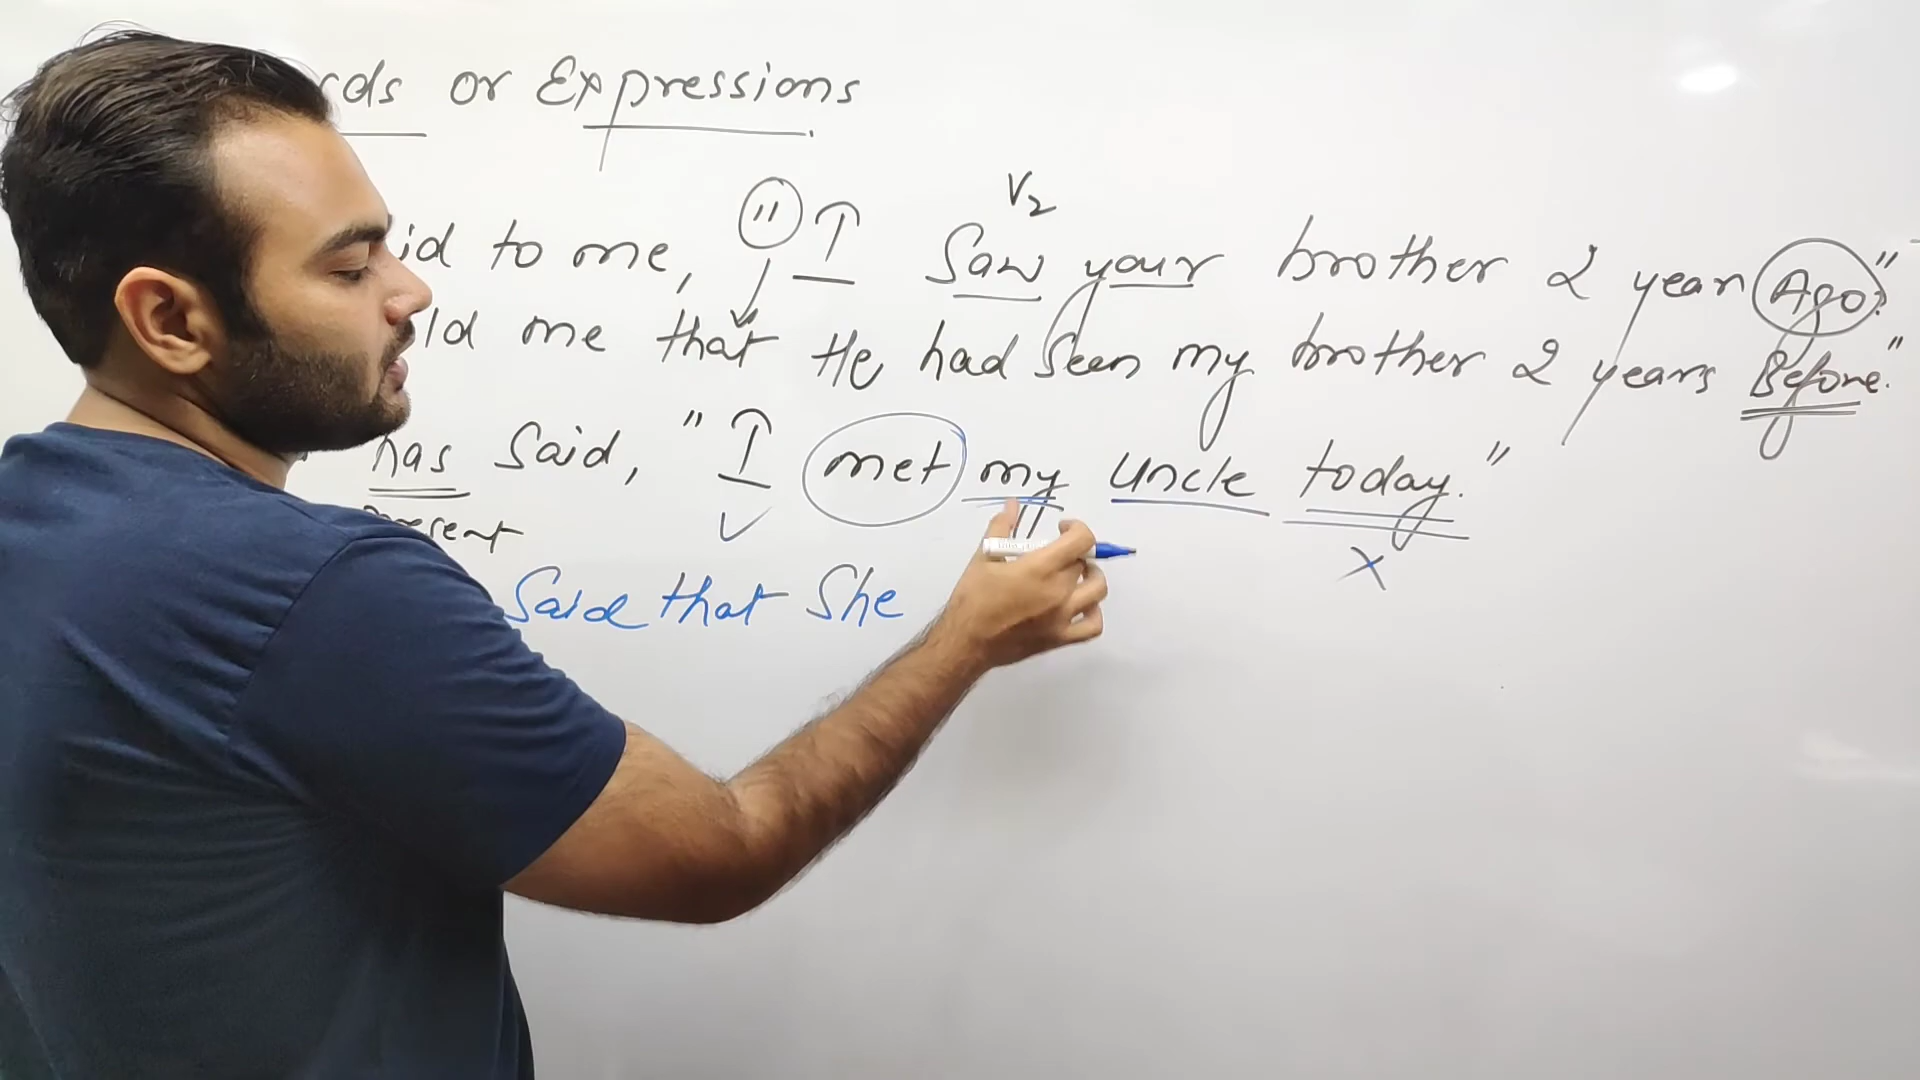 rds or Expressions
V2
id to me, " I Saw your brother 2 year Ago."
ld me that He had Seen my brother 2 years Before."
has Said, " I met my Uncle today."
present
Said that She